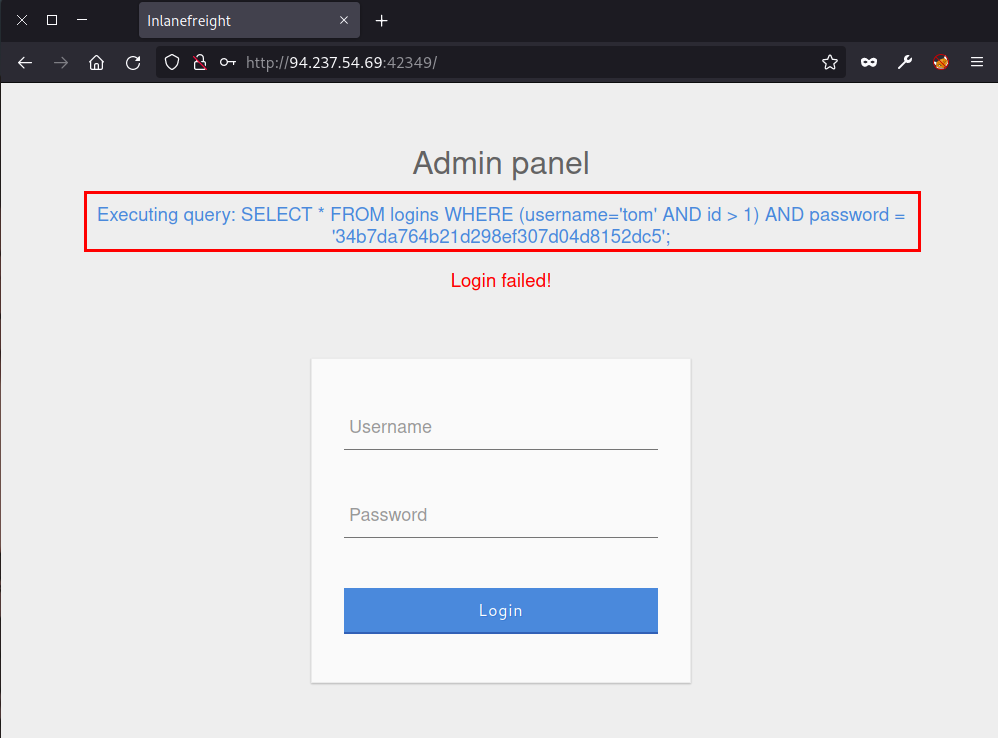 Inlanefreight
http://94.237.54.69:42349/
Admin panel
Executing query: SELECT * FROM logins WHERE (username='tom' AND id > 1) AND password =
'34b7da764b21d298ef307d04d8152dc5';
Login failed!
Username
Password
Login